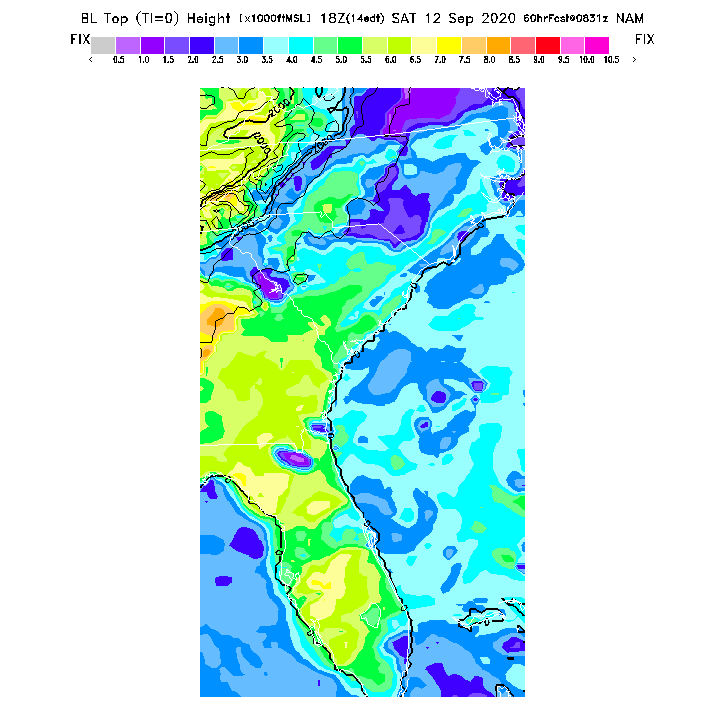 BL Top (TI=0) Height [x1000ftMSL] 18Z(14edt) SAT 12 Sep 2020 60hrFcst@0831z NAM
FIX FIX
< 0.5 1.0 1.5 2.0 2.5 3.0 3.5 4.0 4.5 5.0 5.5 6.0 6.5 7.0 7.5 8.0 8.5 9.0 9.5 10.0 10.5 >
2000
2000